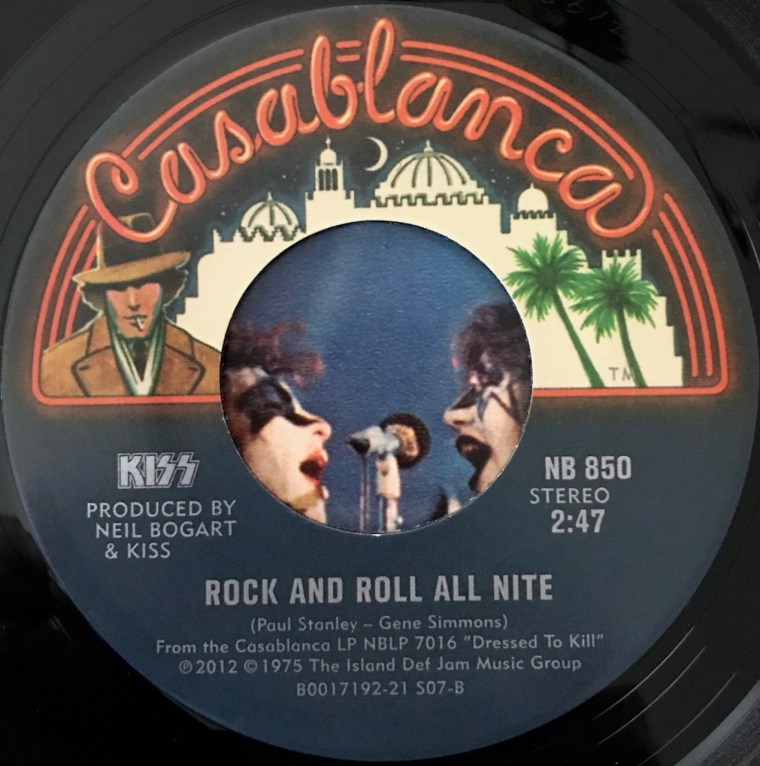 Casablanca
TM
KISS
PRODUCED BY
NEIL BOGART
& KISS
NB 850
STEREO
2:47
ROCK AND ROLL ALL NITE
(Paul Stanley – Gene Simmons)
From the Casablanca LP NBLP 7016 "Dressed To Kill"
℗ 2012 © 1975 The Island Def Jam Music Group
B0017192-21 S07-B